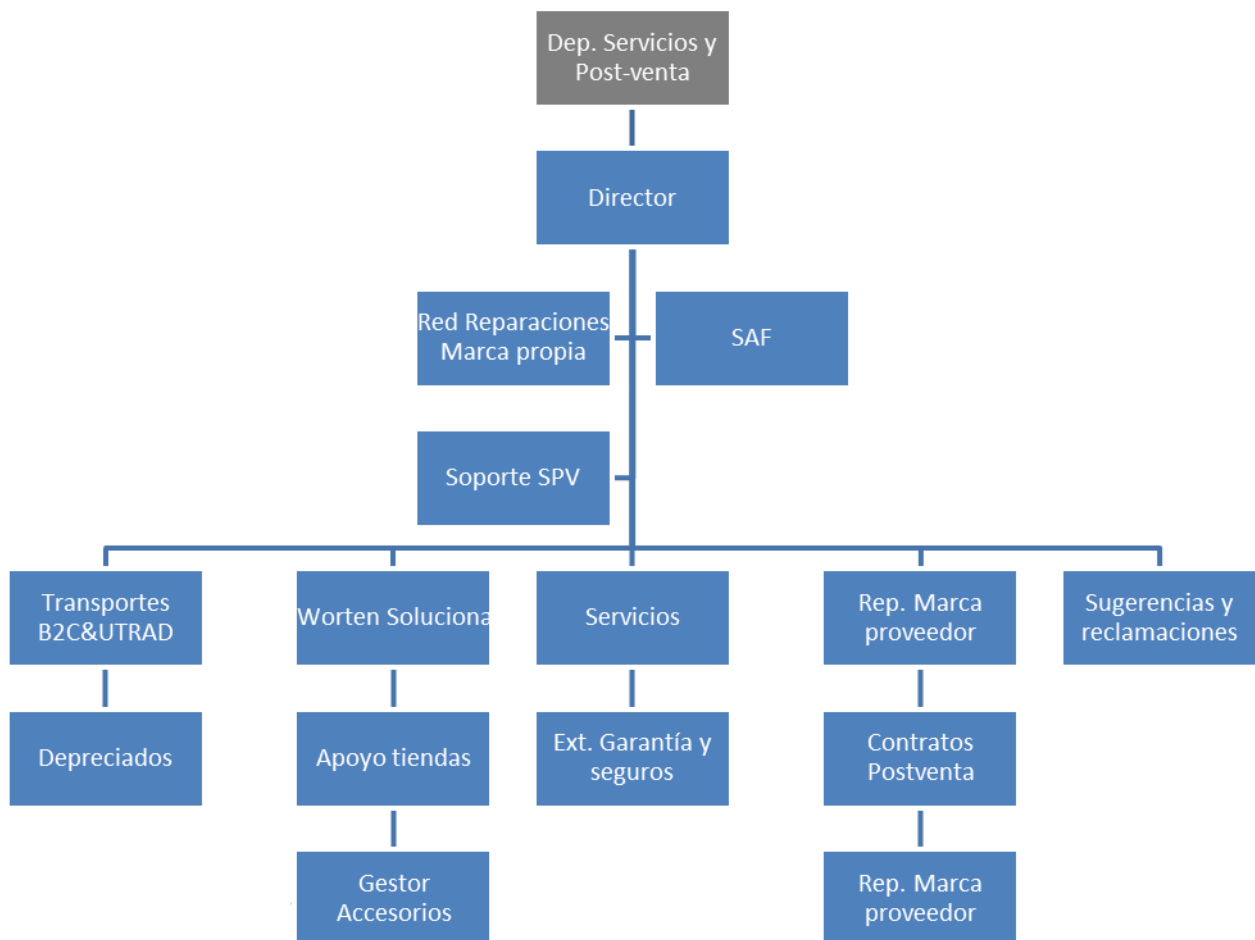 Dep. Servicios y
Post-venta
Director
Red Reparaciones
Marca propia
SAF
Soporte SPV
Transportes
B2C&UTRAD
Worten Soluciona
Servicios
Rep. Marca
proveedor
Sugerencias y
reclamaciones
Depreciados
Apoyo tiendas
Ext. Garantía y
seguros
Contratos
Postventa
Gestor
Accesorios
Rep. Marca
proveedor